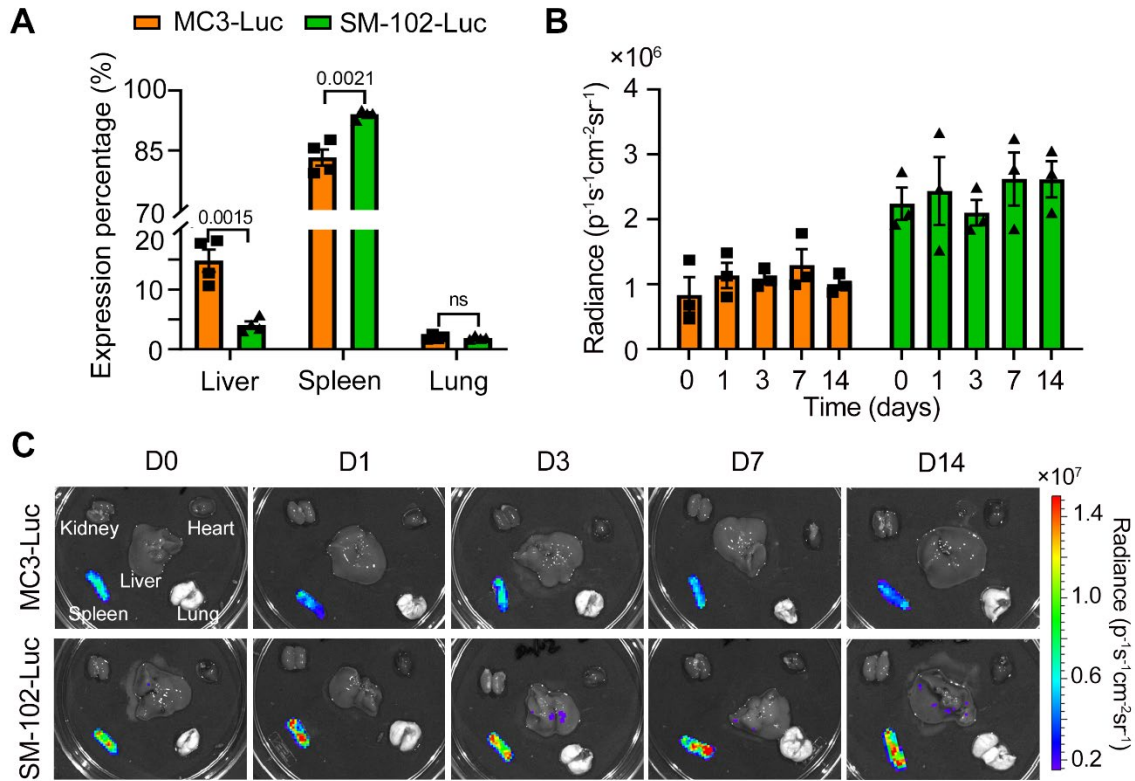 A
MC3-Luc
SM-102-Luc
Expression percentage (%)
100
85
70
20
10
0
0.0015
0.0021
ns
Liver
Spleen
Lung
B
×10⁶
Radiance (p⁻¹s⁻¹cm⁻²sr⁻¹)
4
3
2
1
0
0 1 3 7 14
0 1 3 7 14
Time (days)
C
D0
D1
D3
D7
D14
MC3-Luc
Kidney
Heart
Liver
Spleen
Lung
SM-102-Luc
×10⁷
1.4
1.0
0.6
0.2
Radiance (p⁻¹s⁻¹cm⁻²sr⁻¹)